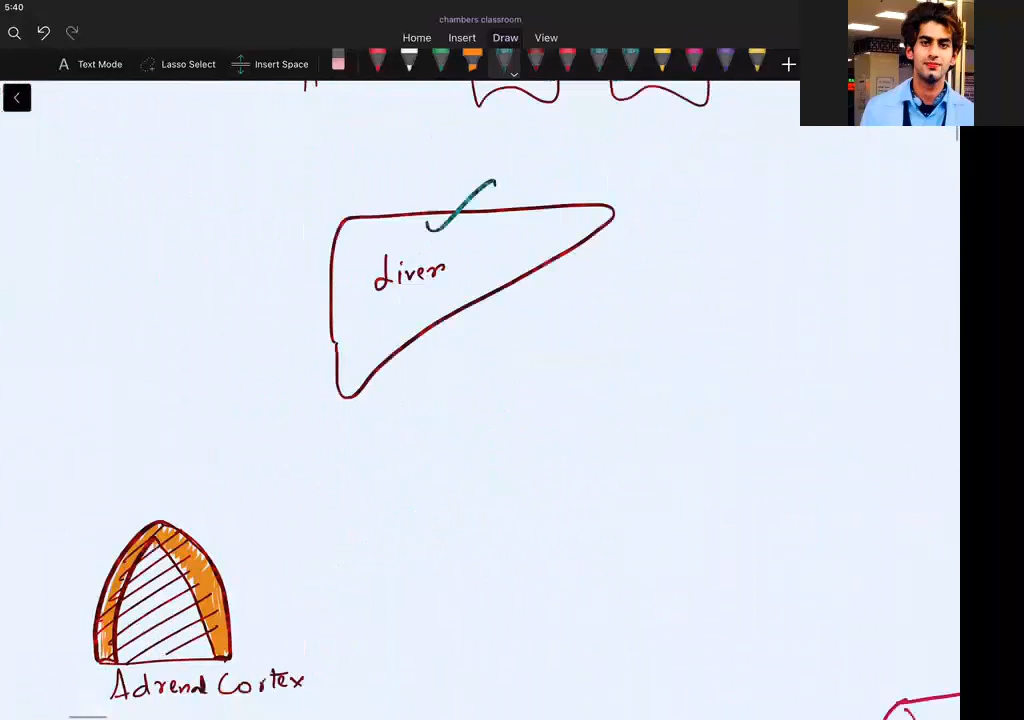 5:40
chambers classroom
Home Insert Draw View
A Text Mode Lasso Select Insert Space
Liver
Adrenal Cortex